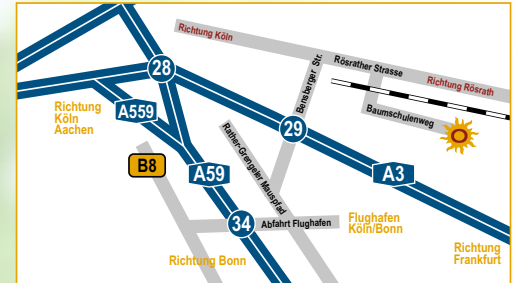 Richtung Köln
Rösrather Strasse
Richtung Rösrath
28
Bensberger Str.
Richtung
Köln
Aachen
A559
Baumschulenweg
29
Rather-Grengeler Mauspfad
B8
A59
A3
34
Abfahrt Flughafen
Flughafen
Köln/Bonn
Richtung Bonn
Richtung
Frankfurt